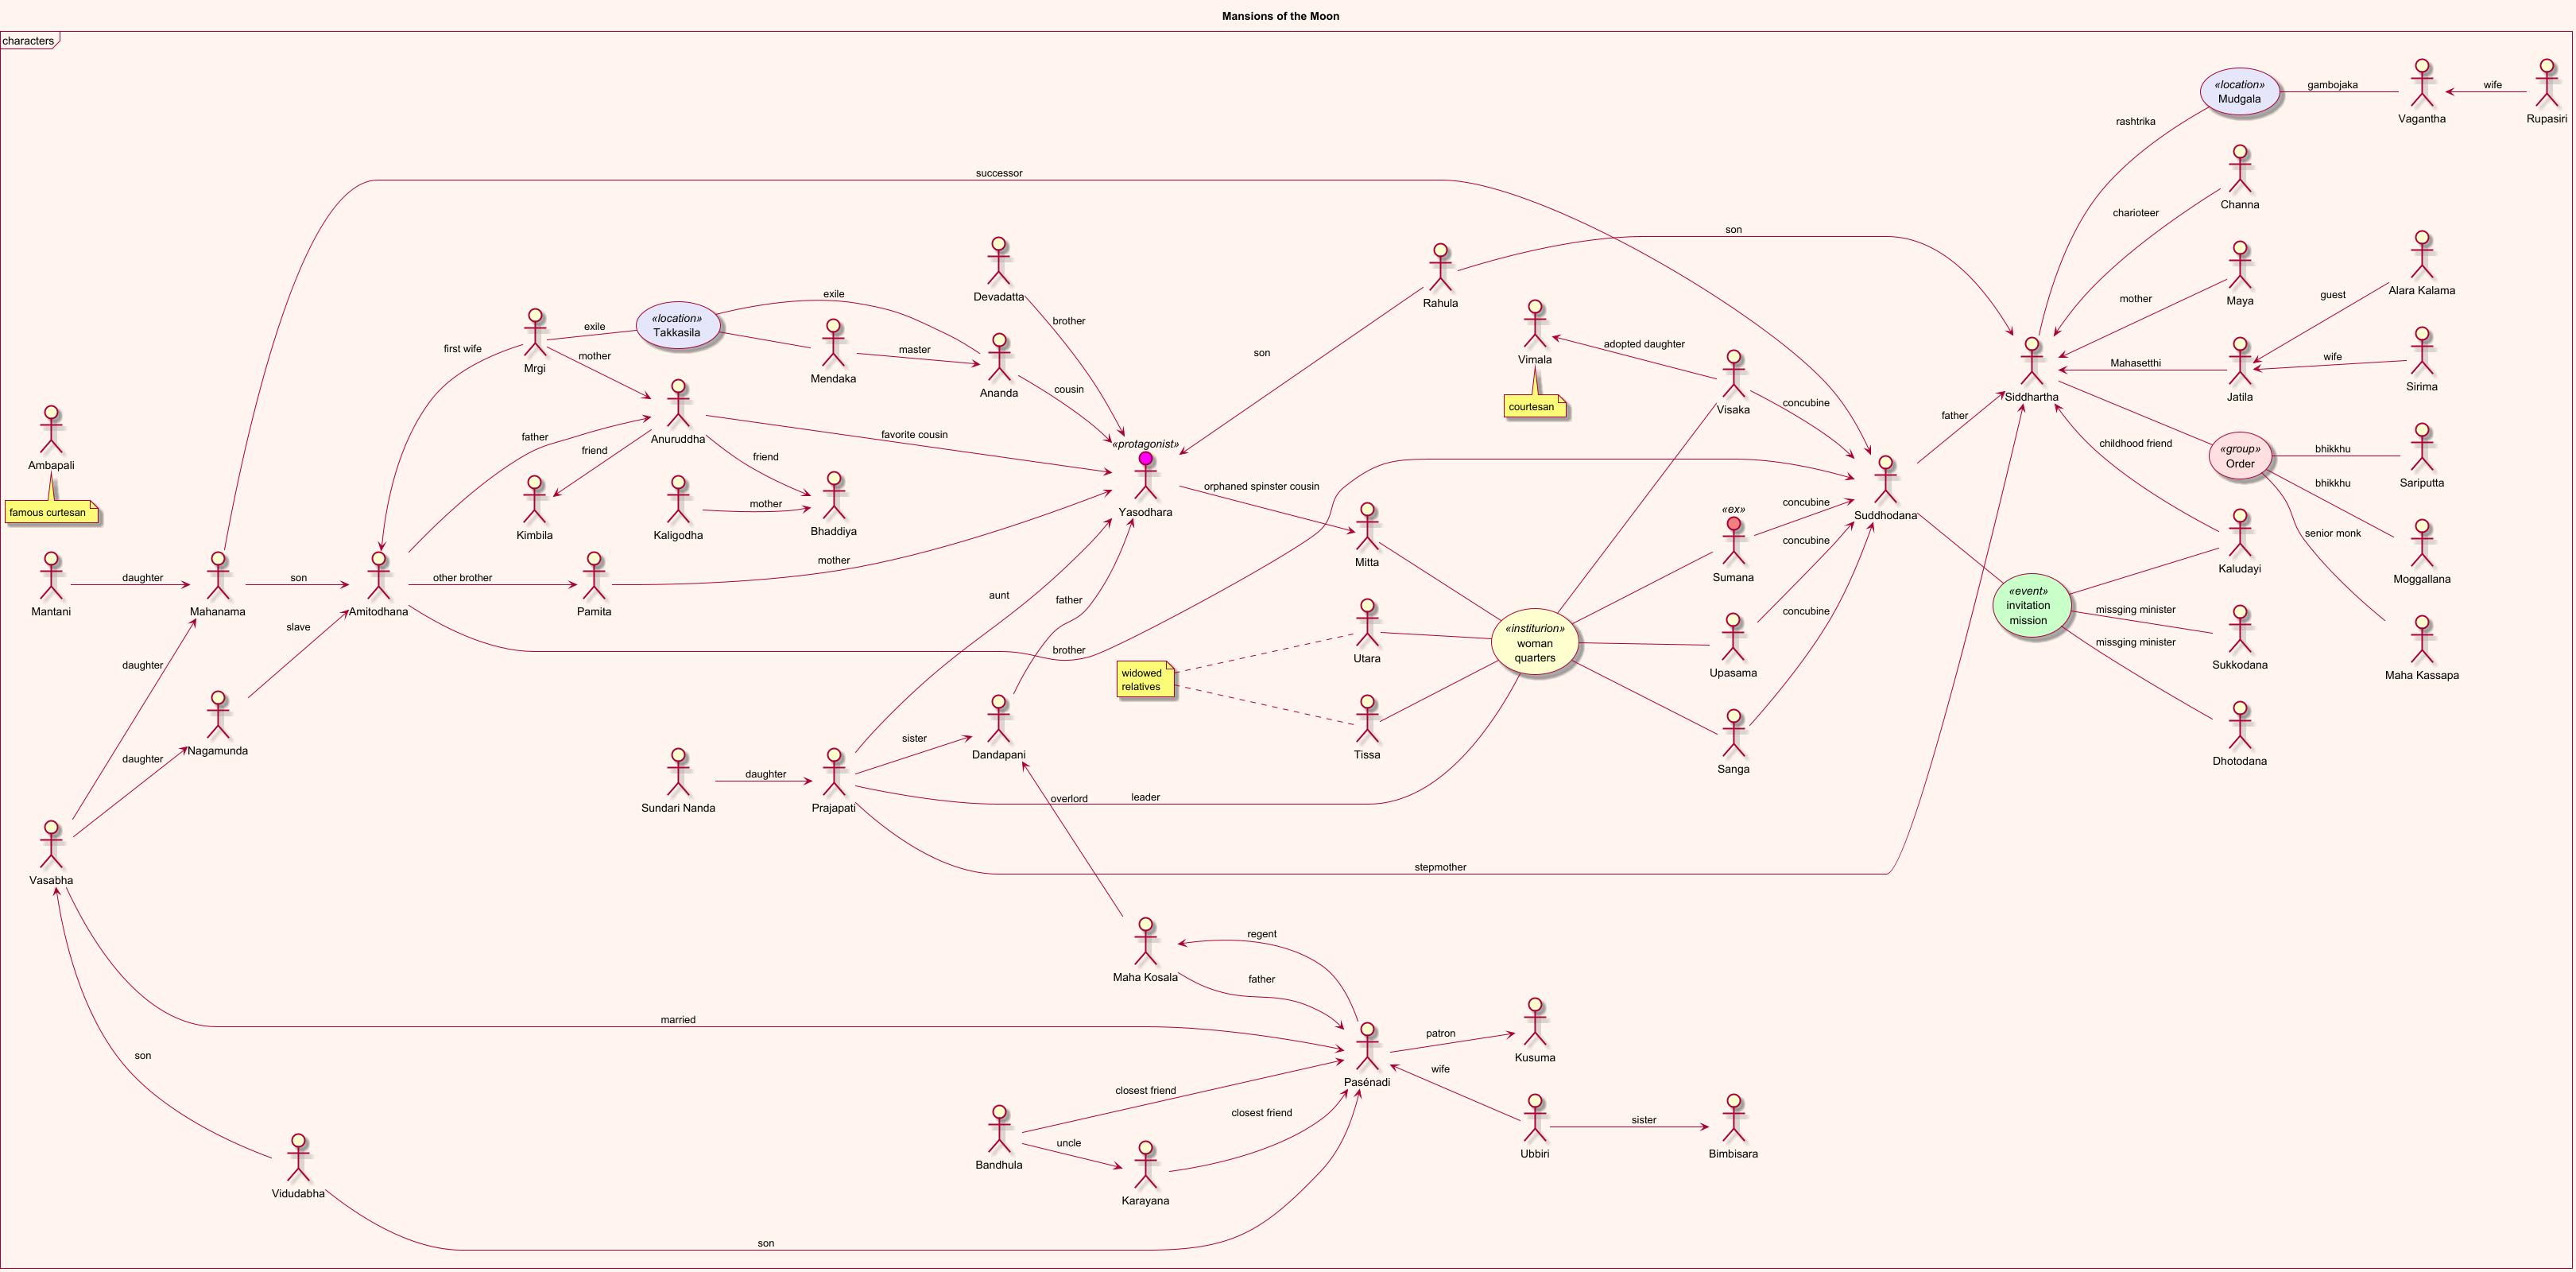 Mansions of the Moon
characters
«location»
Mudgala
gambojaka
Vagantha
wife
Rupasiri
rashtrika
Channa
charioteer
successor
son
Devadatta
Rahula
Maya
mother
Alara Kalama
guest
exile
Mrgi
exile
«location»
Takkasila
Mendaka
master
Ananda
brother
cousin
first wife
mother
son
Vimala
courtesan
adopted daughter
Visaka
concubine
Siddhartha
Mahasetthi
Jatila
wife
Sirima
father
childhood friend
«group»
Order
bhikkhu
Sariputta
bhikkhu
Moggallana
senior monk
Maha Kassapa
Ambapali
famous curtesan
father
Anuruddha
favorite cousin
friend
friend
Kimbila
Kaligodha
mother
Bhaddiya
«protagonist»
Yasodhara
orphaned spinster cousin
Mitta
«ex»
Sumana
concubine
concubine
Suddhodana
Kaludayi
Mantani
daughter
Mahanama
son
Amitodhana
other brother
Pamita
mother
aunt
father
«event»
invitation
mission
missging minister
Sukkodana
missging minister
Dhotodana
slave
daughter
brother
widowed
relatives
Utara
«institurion»
woman
quarters
Upasama
concubine
Tissa
Sanga
Nagamunda
daughter
Sundari Nanda
daughter
Prajapati
sister
Dandapani
overlord
leader
stepmother
Vasabha
Maha Kosala
regent
father
married
son
Pasénadi
patron
Kusuma
wife
Ubbiri
sister
Bimbisara
closest friend
closest friend
Bandhula
uncle
Karayana
Vidudabha
son